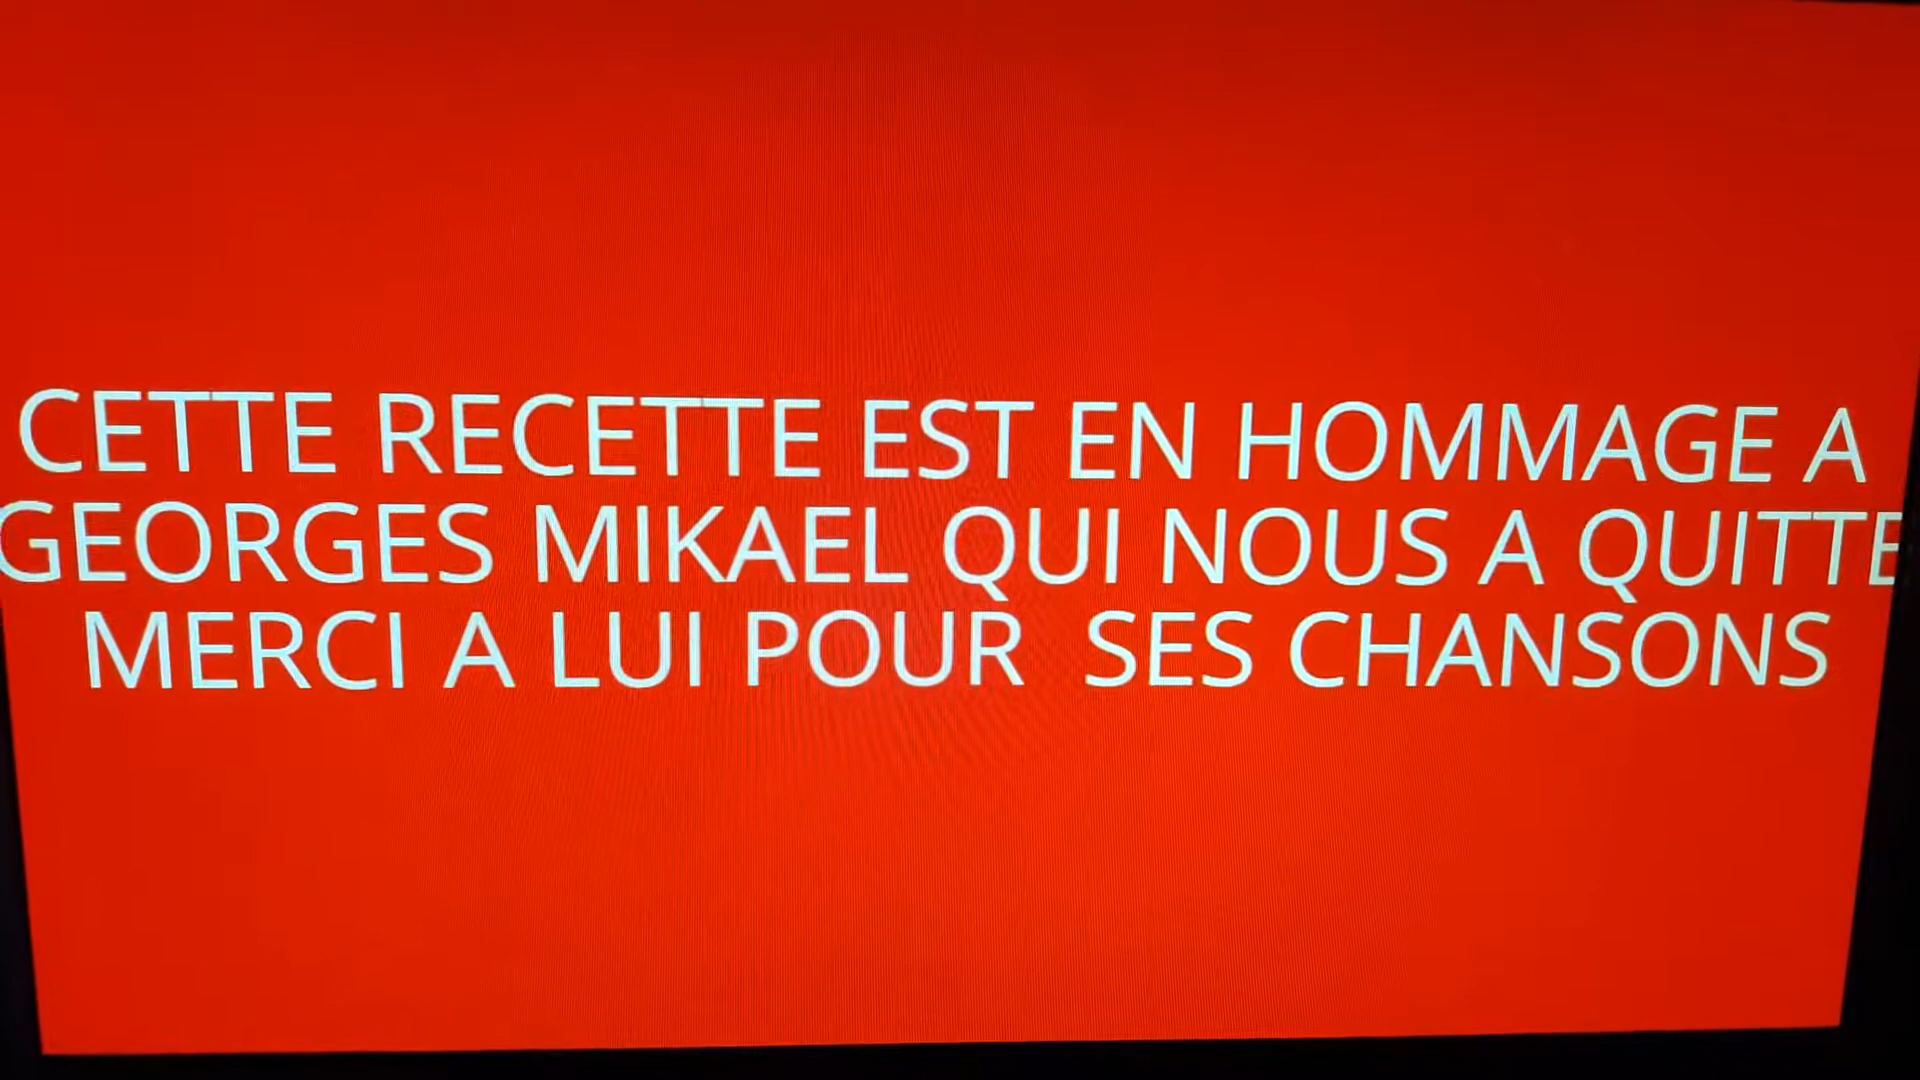 CETTE RECETTE EST EN HOMMAGE A
GEORGES MIKAEL QUI NOUS A QUITTE
MERCI A LUI POUR  SES CHANSONS